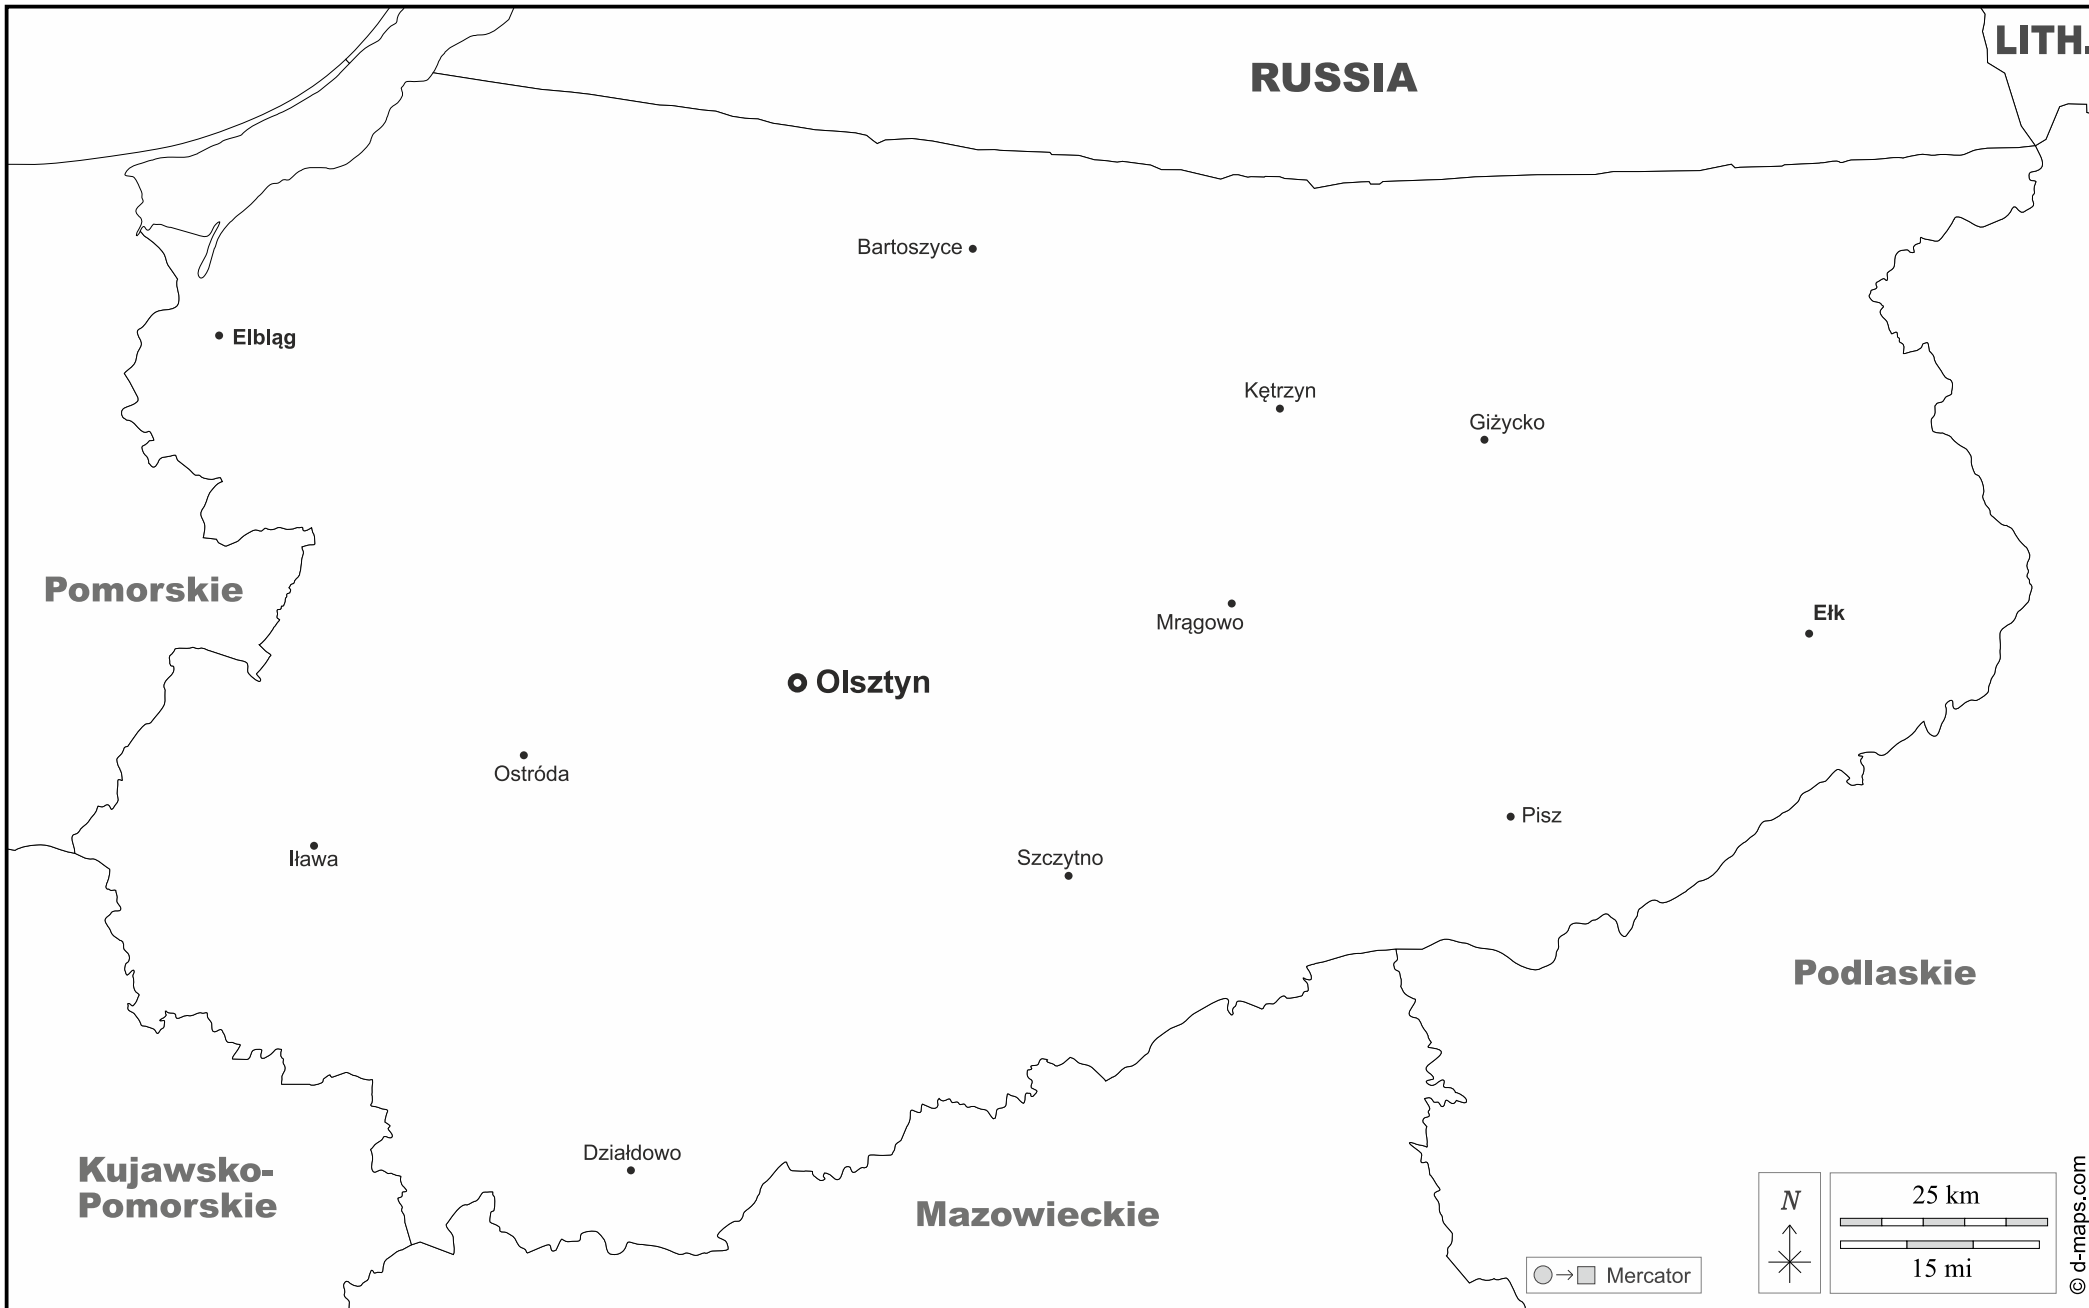 LITH.
RUSSIA
Bartoszyce
Elbląg
Kętrzyn
Giżycko
Pomorskie
Mrągowo
Ełk
Olsztyn
Ostróda
Pisz
Iława
Szczytno
Podlaskie
Działdowo
Kujawsko-
Pomorskie
Mazowieckie
N
25 km
15 mi
Mercator
© d-maps.com